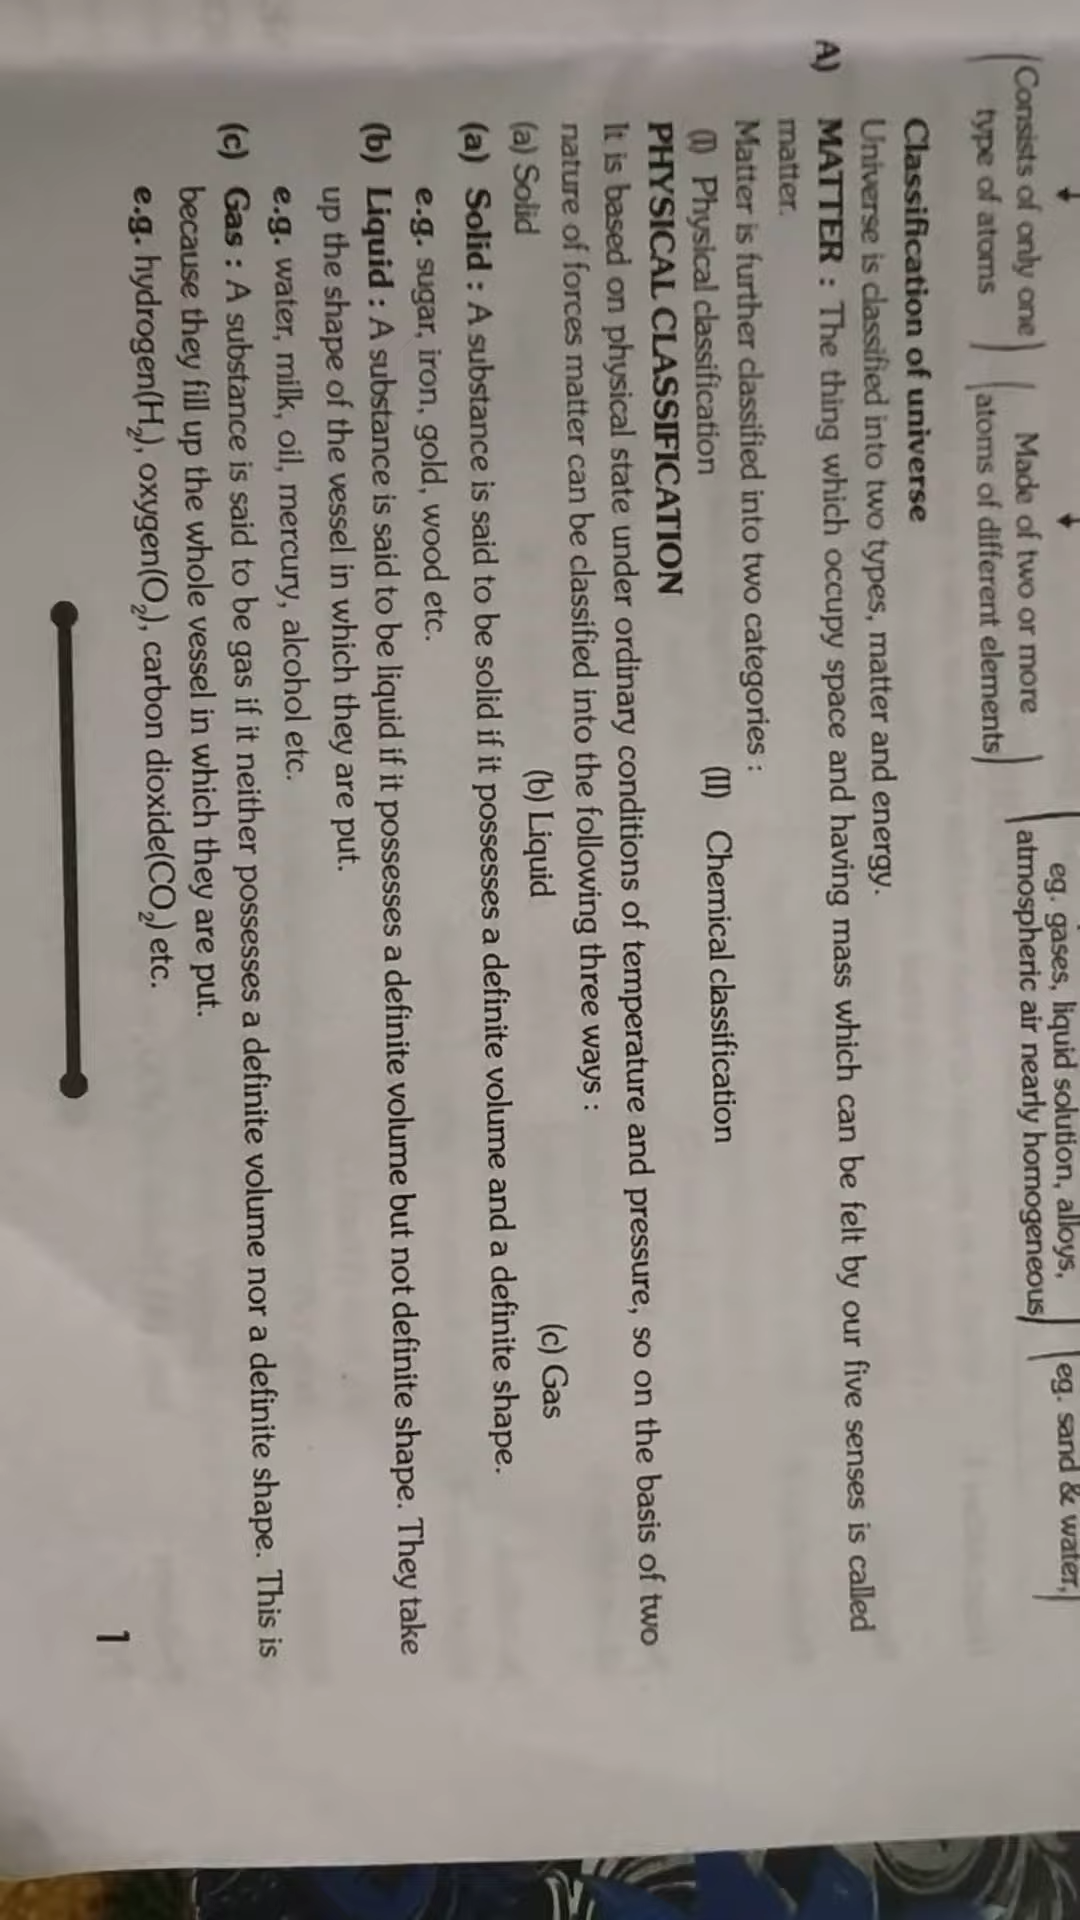 (Consists of only one)
type of atoms
Made of two or more
atoms of different elements
eg. gases, liquid solution, alloys,
atmospheric air nearly homogeneous
eg. sand & water,
Classification of universe
Universe is classified into two types, matter and energy.
A) MATTER : The thing which occupy space and having mass which can be felt by our five senses is called
matter.
Matter is further classified into two categories :
(I) Physical classification (II) Chemical classification
PHYSICAL CLASSIFICATION
It is based on physical state under ordinary conditions of temperature and pressure, so on the basis of two
nature of forces matter can be classified into the following three ways :
(a) Solid (b) Liquid (c) Gas
(a) Solid : A substance is said to be solid if it possesses a definite volume and a definite shape.
e.g. sugar, iron, gold, wood etc.
(b) Liquid : A substance is said to be liquid if it possesses a definite volume but not definite shape. They take
up the shape of the vessel in which they are put.
e.g. water, milk, oil, mercury, alcohol etc.
(c) Gas : A substance is said to be gas if it neither possesses a definite volume nor a definite shape. This is
because they fill up the whole vessel in which they are put.
e.g. hydrogen(H₂), oxygen(O₂), carbon dioxide(CO₂) etc.
1